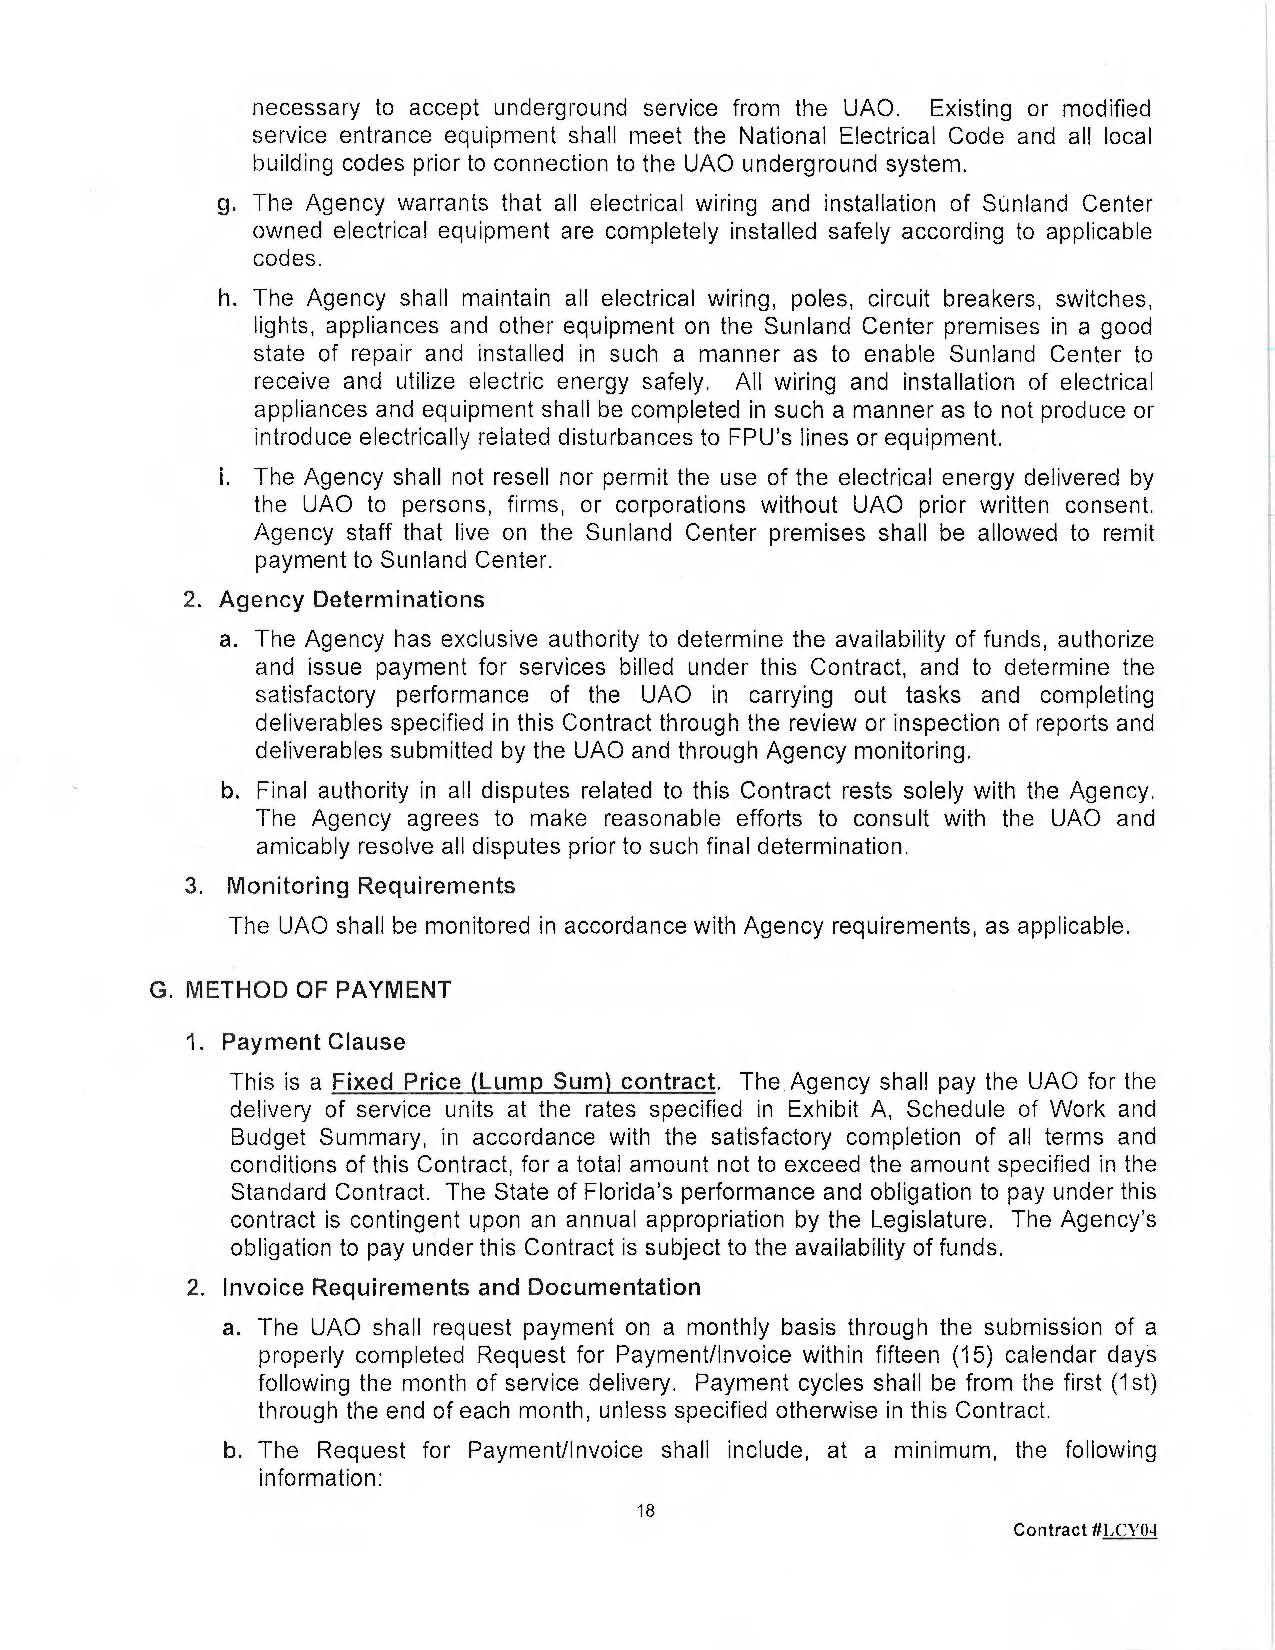 necessary to accept underground service from the UAO. Existing or modified
service entrance equipment shall meet the National Electrical Code and all local
building codes prior to connection to the UAO underground system.
g. The Agency warrants that all electrical wiring and installation of Sunland Center
owned electrical equipment are completely installed safely according to applicable
codes.
h. The Agency shall maintain all electrical wiring, poles, circuit breakers, switches,
lights, appliances and other equipment on the Sunland Center premises in a good
state of repair and installed in such a manner as to enable Sunland Center to
receive and utilize electric energy safely. All wiring and installation of electrical
appliances and equipment shall be completed in such a manner as to not produce or
introduce electrically related disturbances to FPU's lines or equipment.
i. The Agency shall not resell nor permit the use of the electrical energy delivered by
the UAO to persons, firms, or corporations without UAO prior written consent.
Agency staff that live on the Sunland Center premises shall be allowed to remit
payment to Sunland Center.
2. Agency Determinations
a. The Agency has exclusive authority to determine the availability of funds, authorize
and issue payment for services billed under this Contract, and to determine the
satisfactory performance of the UAO in carrying out tasks and completing
deliverables specified in this Contract through the review or inspection of reports and
deliverables submitted by the UAO and through Agency monitoring.
b. Final authority in all disputes related to this Contract rests solely with the Agency.
The Agency agrees to make reasonable efforts to consult with the UAO and
amicably resolve all disputes prior to such final determination.
3. Monitoring Requirements
The UAO shall be monitored in accordance with Agency requirements, as applicable.
G. METHOD OF PAYMENT
1. Payment Clause
This is a Fixed Price (Lump Sum) contract. The Agency shall pay the UAO for the
delivery of service units at the rates specified in Exhibit A, Schedule of Work and
Budget Summary, in accordance with the satisfactory completion of all terms and
conditions of this Contract, for a total amount not to exceed the amount specified in the
Standard Contract. The State of Florida's performance and obligation to pay under this
contract is contingent upon an annual appropriation by the Legislature. The Agency's
obligation to pay under this Contract is subject to the availability of funds.
2. Invoice Requirements and Documentation
a. The UAO shall request payment on a monthly basis through the submission of a
properly completed Request for Payment/Invoice within fifteen (15) calendar days
following the month of service delivery. Payment cycles shall be from the first (1st)
through the end of each month, unless specified otherwise in this Contract.
b. The Request for Payment/Invoice shall include, at a minimum, the following
information:
18
Contract #LCY04